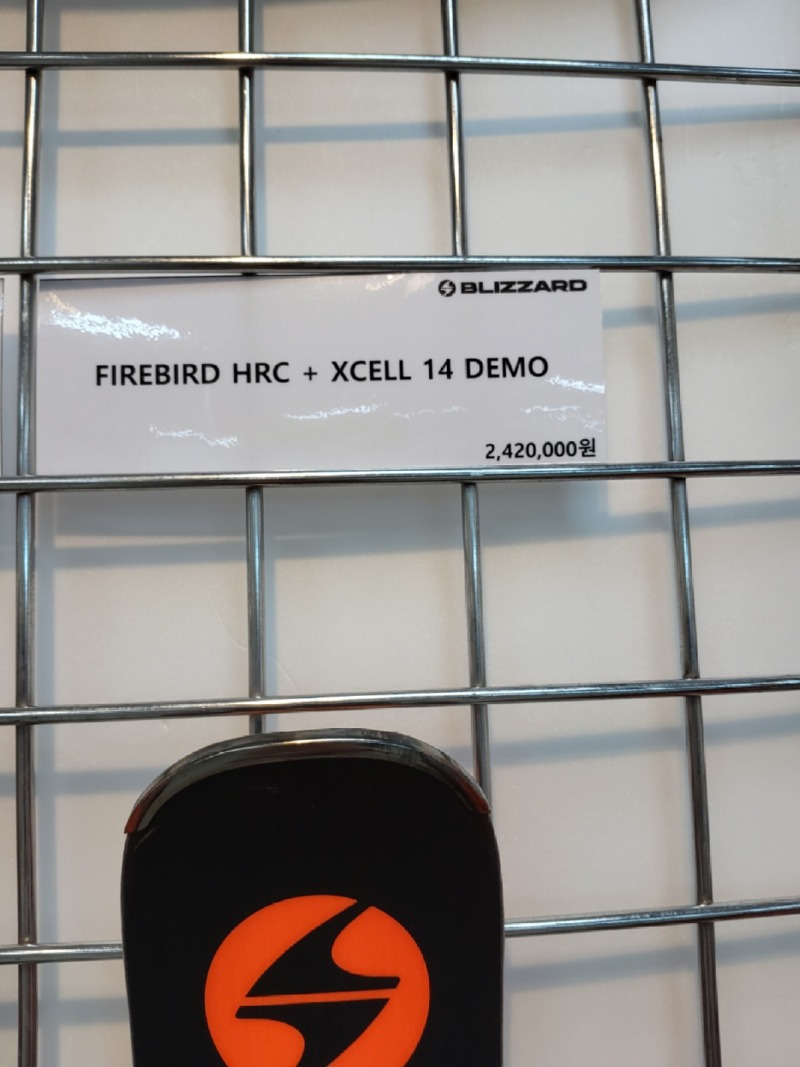 BLIZZARD
FIREBIRD HRC + XCELL 14 DEMO
2,420,000원